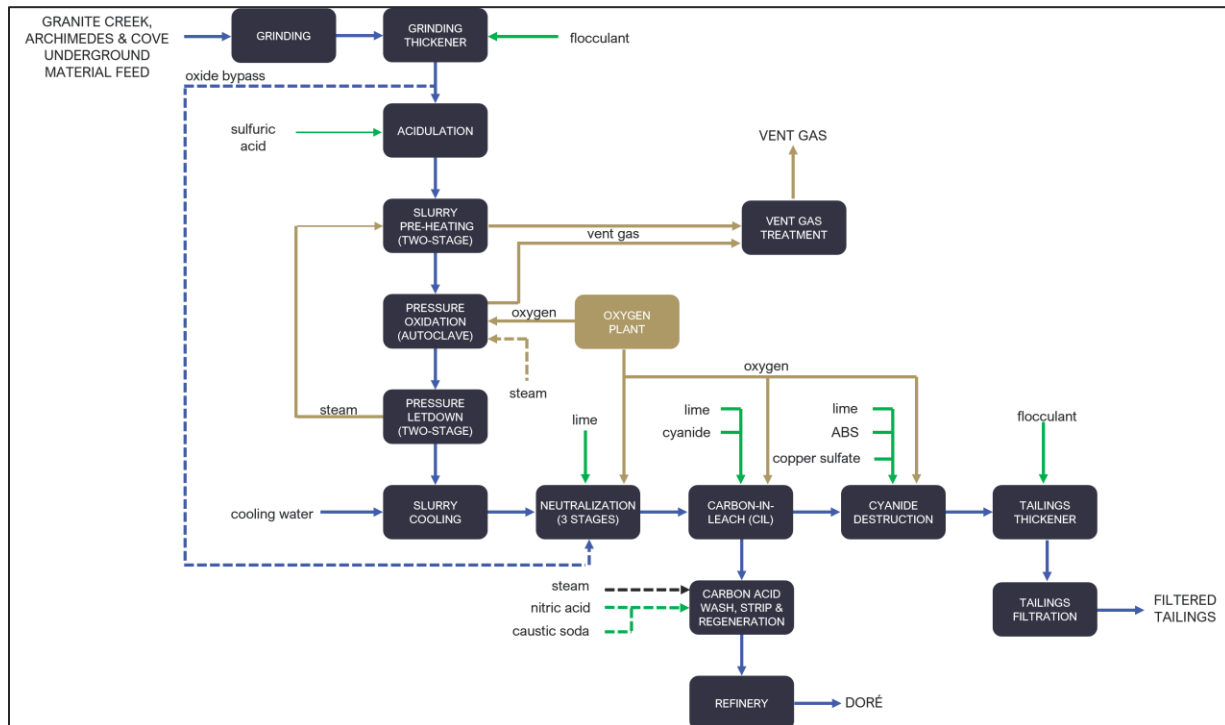 GRANITE CREEK,
ARCHIMEDES & COVE
UNDERGROUND
MATERIAL FEED
GRINDING
GRINDING
THICKENER
flocculant
oxide bypass
sulfuric
acid
ACIDULATION
VENT GAS
SLURRY
PRE-HEATING
(TWO-STAGE)
vent gas
VENT GAS
TREATMENT
PRESSURE
OXIDATION
(AUTOCLAVE)
oxygen
OXYGEN
PLANT
steam
oxygen
steam
PRESSURE
LETDOWN
(TWO-STAGE)
lime
lime
cyanide
lime
ABS
copper sulfate
flocculant
cooling water
SLURRY
COOLING
NEUTRALIZATION
(3 STAGES)
CARBON-IN-
LEACH (CIL)
CYANIDE
DESTRUCTION
TAILINGS
THICKENER
steam
nitric acid
caustic soda
CARBON ACID
WASH, STRIP &
REGENERATION
TAILINGS
FILTRATION
FILTERED
TAILINGS
REFINERY
DORÉ